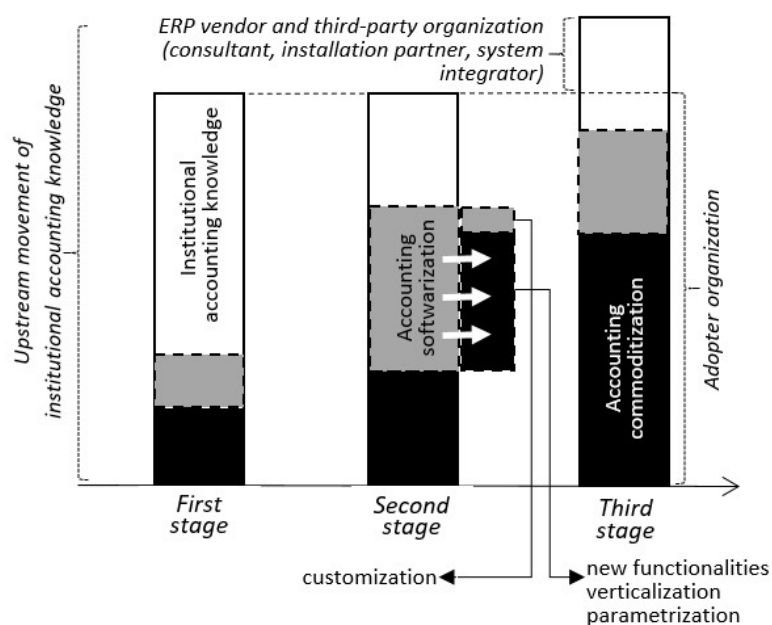 ERP vendor and third-party organization
(consultant, installation partner, system
integrator)
Upstream movement of
institutional accounting knowledge
Institutional
accounting knowledge
Accounting
softwarization
Accounting
commoditization
Adopter organization
First
stage
Second
stage
Third
stage
customization
new functionalities
verticalization
parametrization